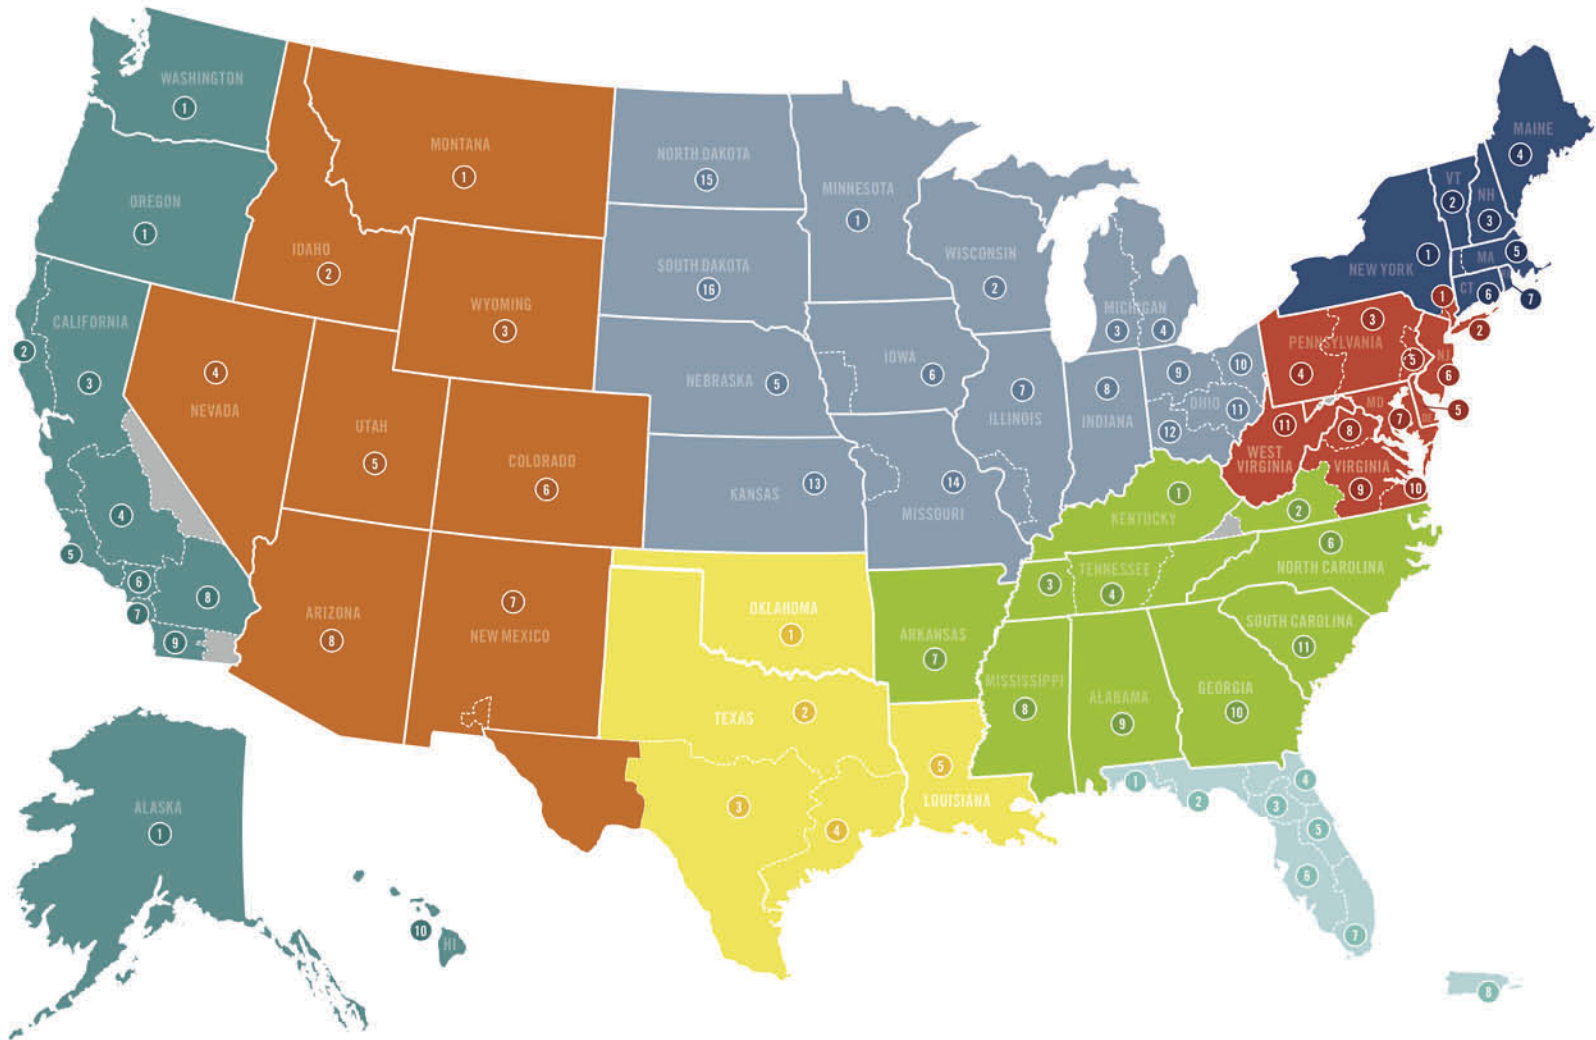 WASHINGTON
1
OREGON
1
CALIFORNIA
2
3
4
5
6
7
8
9
ALASKA
1
10
HI
MONTANA
1
IDAHO
2
WYOMING
3
4
NEVADA
UTAH
5
COLORADO
6
7
NEW MEXICO
ARIZONA
8
NORTH DAKOTA
15
SOUTH DAKOTA
16
NEBRASKA
5
KANSAS
13
MINNESOTA
1
WISCONSIN
2
MICHIGAN
3
4
IOWA
6
7
ILLINOIS
8
INDIANA
9
10
OHIO
11
12
14
MISSOURI
OKLAHOMA
1
TEXAS
2
3
4
5
LOUISIANA
1
KENTUCKY
2
3
TENNESSEE
4
6
NORTH CAROLINA
ARKANSAS
7
MISSISSIPPI
8
ALABAMA
9
GEORGIA
10
SOUTH CAROLINA
11
MAINE
4
VT
2
NH
3
1
NEW YORK
MA
5
CT
6
7
1
2
3
PENNSYLVANIA
4
5
NJ
6
MD
7
DE
5
8
11
WEST
VIRGINIA
VIRGINIA
9
10
1
2
3
4
5
6
7
8